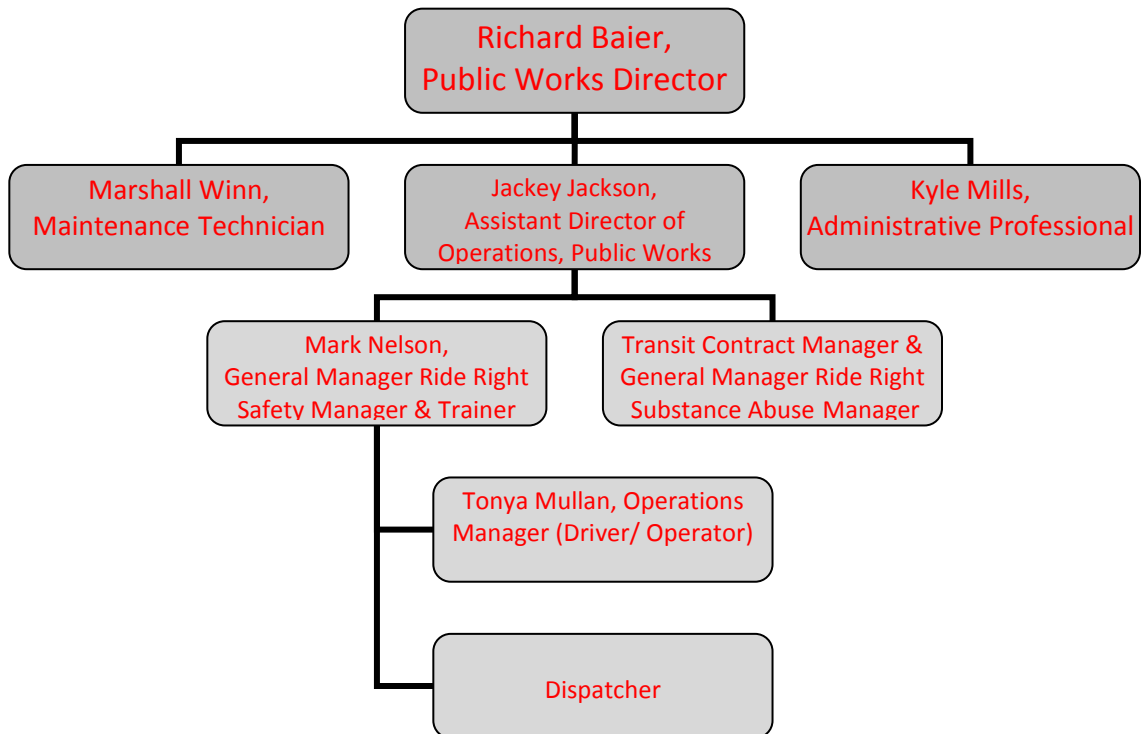 Richard Baier,
Public Works Director
Marshall Winn,
Maintenance Technician
Jackey Jackson,
Assistant Director of
Operations, Public Works
Kyle Mills,
Administrative Professional
Mark Nelson,
General Manager Ride Right
Safety Manager & Trainer
Transit Contract Manager &
General Manager Ride Right
Substance Abuse Manager
Tonya Mullan, Operations
Manager (Driver/ Operator)
Dispatcher